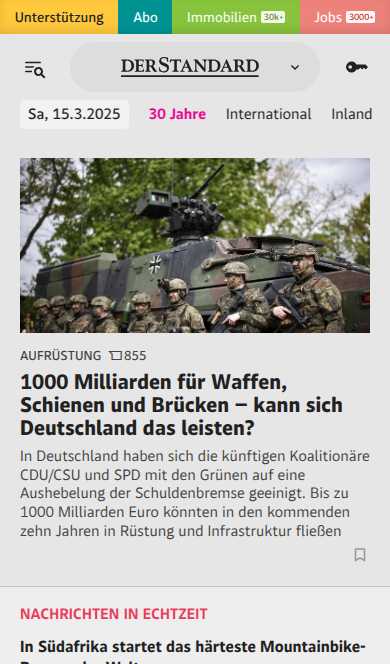 Unterstützung Abo Immobilien 30k+ Jobs 3000+
DERSTANDARD
Sa, 15.3.2025 30 Jahre International Inland
AUFRÜSTUNG 855
1000 Milliarden für Waffen,
Schienen und Brücken – kann sich
Deutschland das leisten?
In Deutschland haben sich die künftigen Koalitionäre
CDU/CSU und SPD mit den Grünen auf eine
Aushebelung der Schuldenbremse geeinigt. Bis zu
1000 Milliarden Euro könnten in den kommenden
zehn Jahren in Rüstung und Infrastruktur fließen
NACHRICHTEN IN ECHTZEIT
In Südafrika startet das härteste Mountainbike-